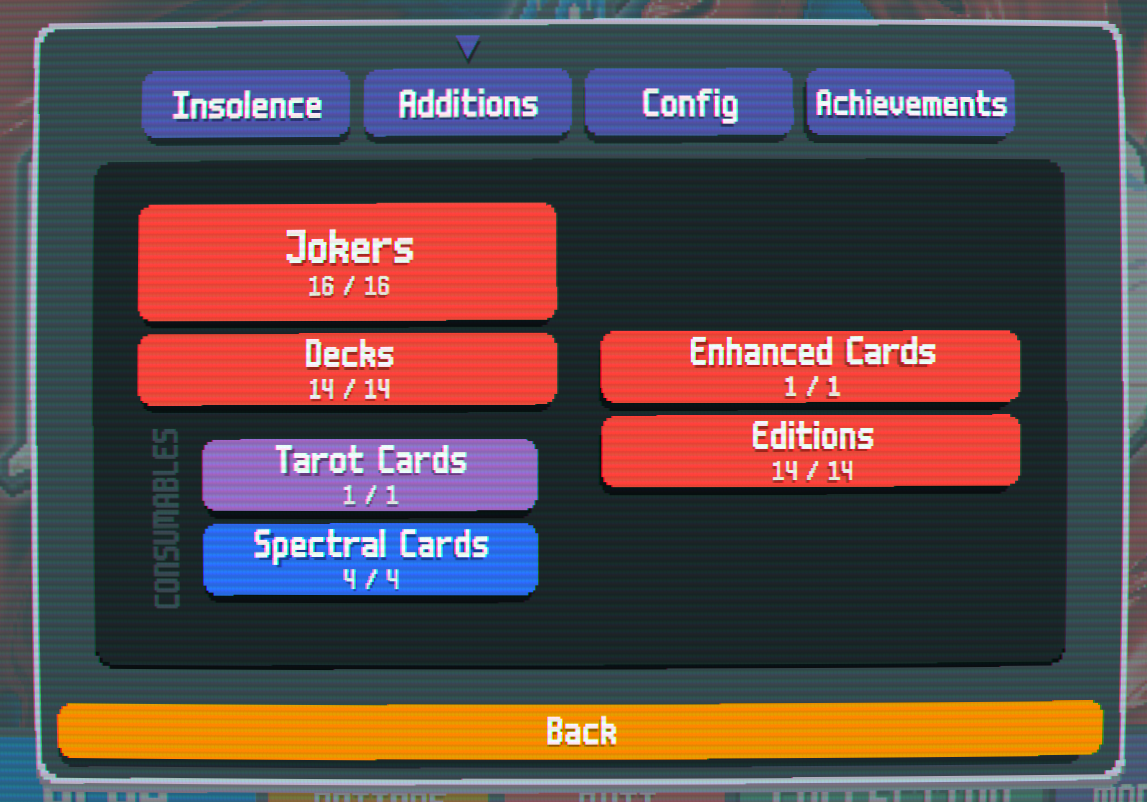 Insolence
Additions
Config
Achievements
Jokers
16 / 16
Decks
14 / 14
Enhanced Cards
1 / 1
Editions
14 / 14
CONSUMABLES
Tarot Cards
1 / 1
Spectral Cards
4 / 4
Back